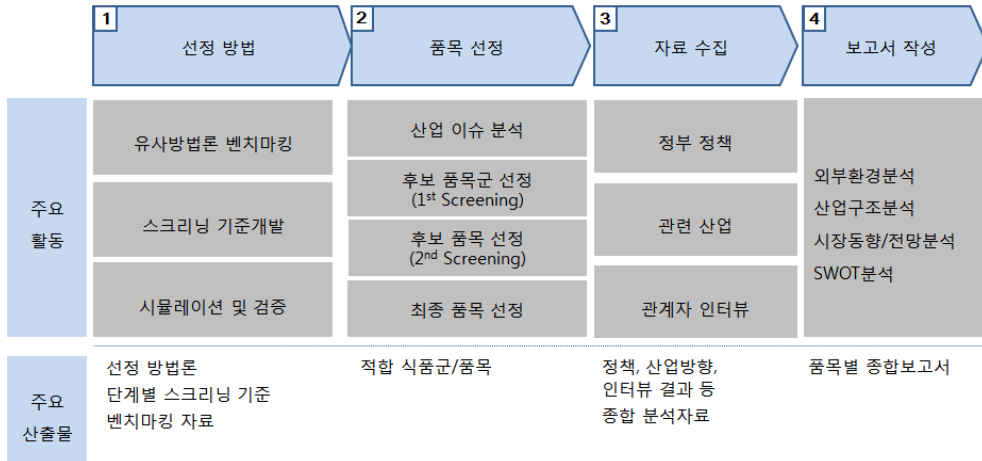 1
선정 방법
2
품목 선정
3
자료 수집
4
보고서 작성
주요
활동
유사방법론 벤치마킹
스크리닝 기준개발
시뮬레이션 및 검증
산업 이슈 분석
후보 품목군 선정
(1st Screening)
후보 품목 선정
(2nd Screening)
최종 품목 선정
정부 정책
관련 산업
관계자 인터뷰
외부환경분석
산업구조분석
시장동향/전망분석
SWOT분석
주요
산출물
선정 방법론
단계별 스크리닝 기준
벤치마킹 자료
적합 식품군/품목
정책, 산업방향,
인터뷰 결과 등
종합 분석자료
품목별 종합보고서